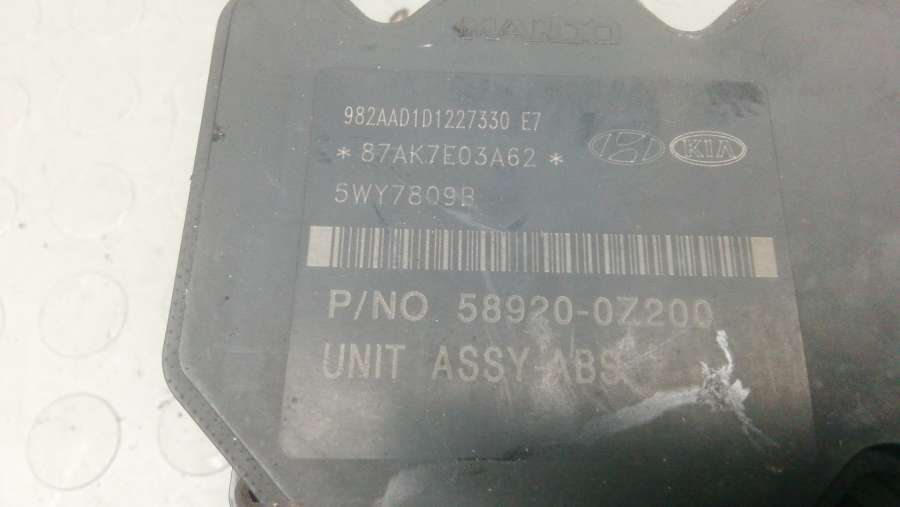 MANDO
982AAD1D1227330 E7
*87AK7E03A62*
KIA
5WY7809B
P/NO 58920-0Z200
UNIT ASSY-ABS